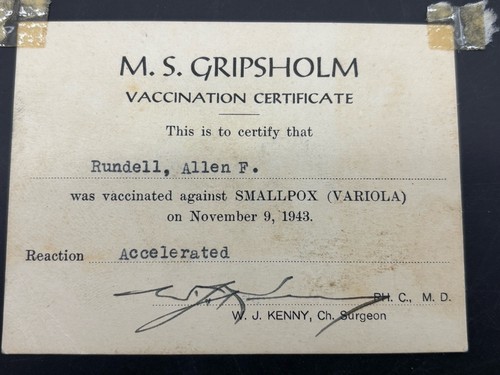 M. S. GRIPSHOLM
VACCINATION CERTIFICATE
This is to certify that
Rundell, Allen F.
was vaccinated against SMALLPOX (VARIOLA)
on November 9, 1943.
Reaction Accelerated
PH. C., M. D.
W. J. KENNY, Ch. Surgeon